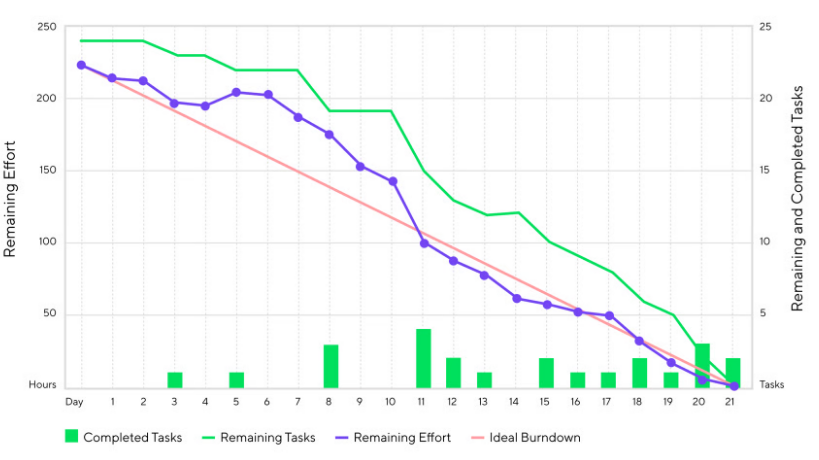 250
200
150
100
50
Hours
Remaining Effort
25
20
15
10
5
Tasks
Remaining and Completed Tasks
Day 1 2 3 4 5 6 7 8 9 10 11 12 13 14 15 16 17 18 19 20 21
Completed Tasks Remaining Tasks Remaining Effort Ideal Burndown